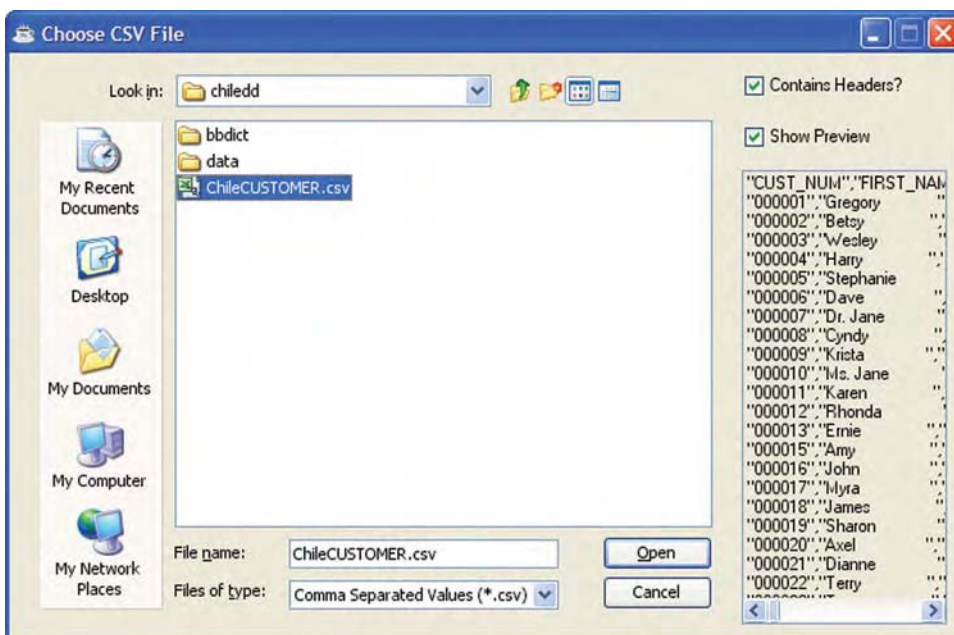 Choose CSV File
Look in:
chiledd
Contains Headers?
Show Preview
My Recent
Documents
Desktop
My Documents
My Computer
My Network
Places
bbdict
data
ChileCUSTOMER.csv
File name:
ChileCUSTOMER.csv
Open
Files of type:
Comma Separated Values (*.csv)
Cancel
"CUST_NUM","FIRST_NAM
"000001","Gregory "
"000002","Betsy ","
"000003","Wesley "
"000004","Harry ","
"000005","Stephanie
"000006","Dave ",
"000007","Dr. Jane "
"000008","Cyndy ",
"000009","Krista ","
"000010","Ms. Jane '
"000011","Karen ",
"000012","Rhonda '
"000013","Ernie ","
"000015","Amy ",'
"000016","John ",'
"000017","Myra ",'
"000018","James ",
"000019","Sharon "
"000020","Axel ","
"000021","Dianne "
"000022","Terry ","